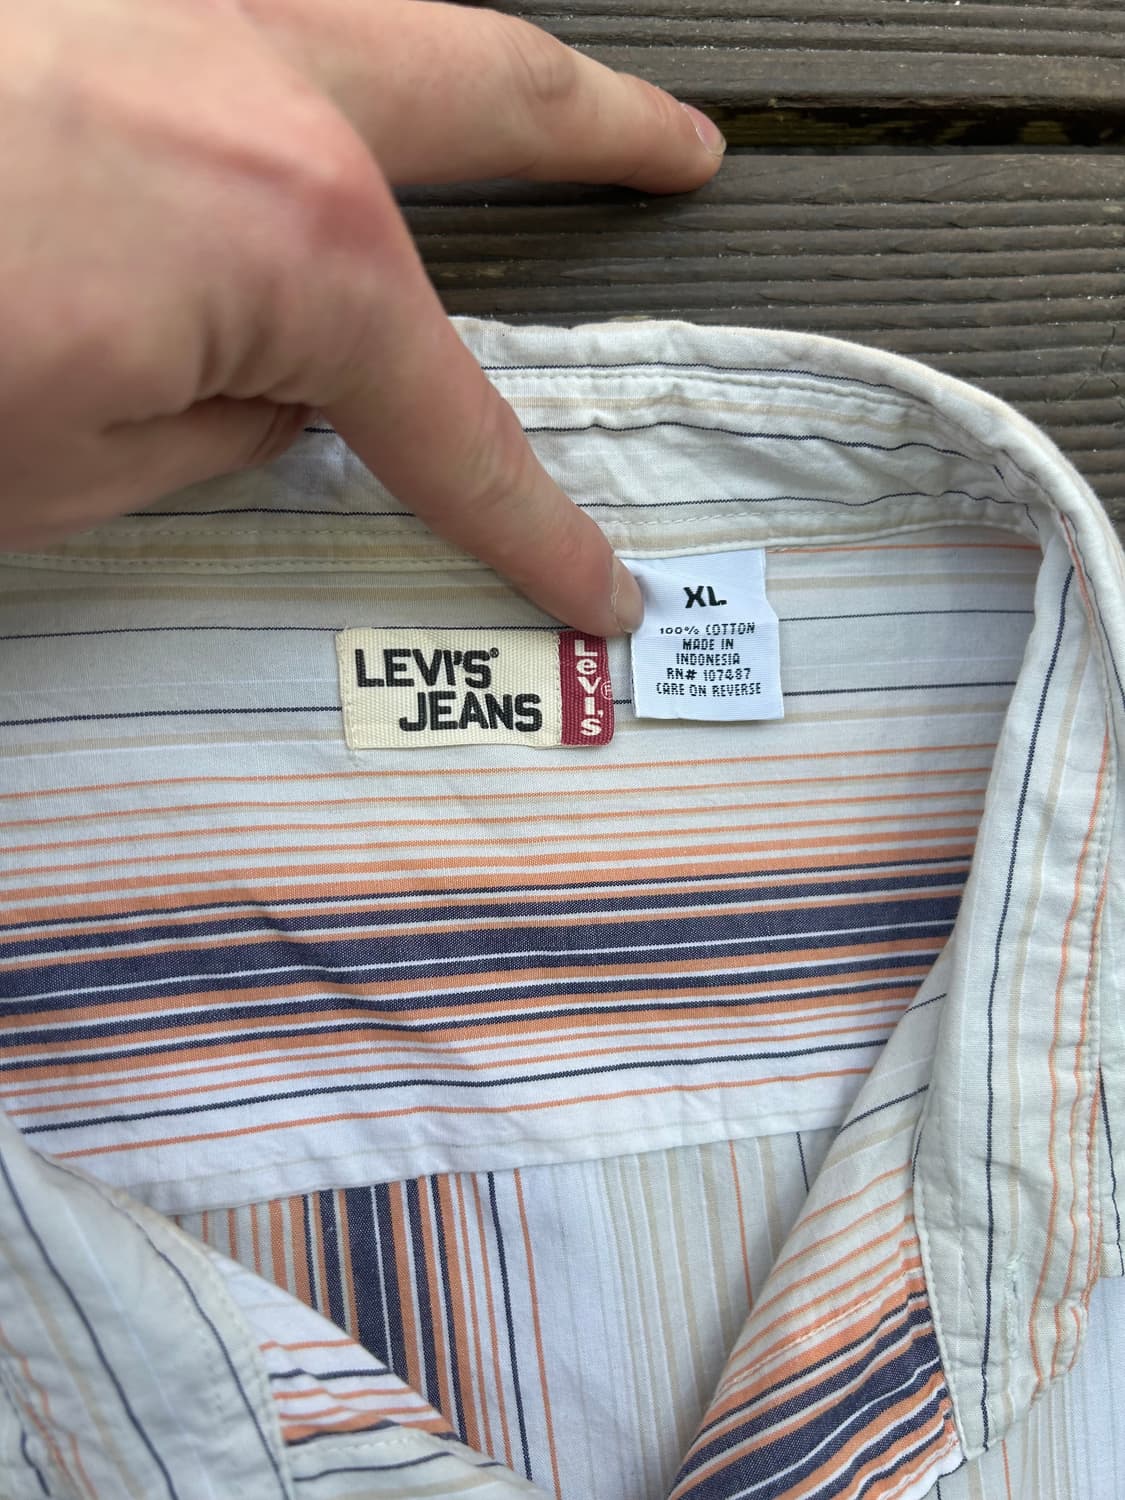 LEVI'S®
JEANS
LeVI'S®
XL
100% COTTON
MADE IN
INDONESIA
RN# 107487
CARE ON REVERSE